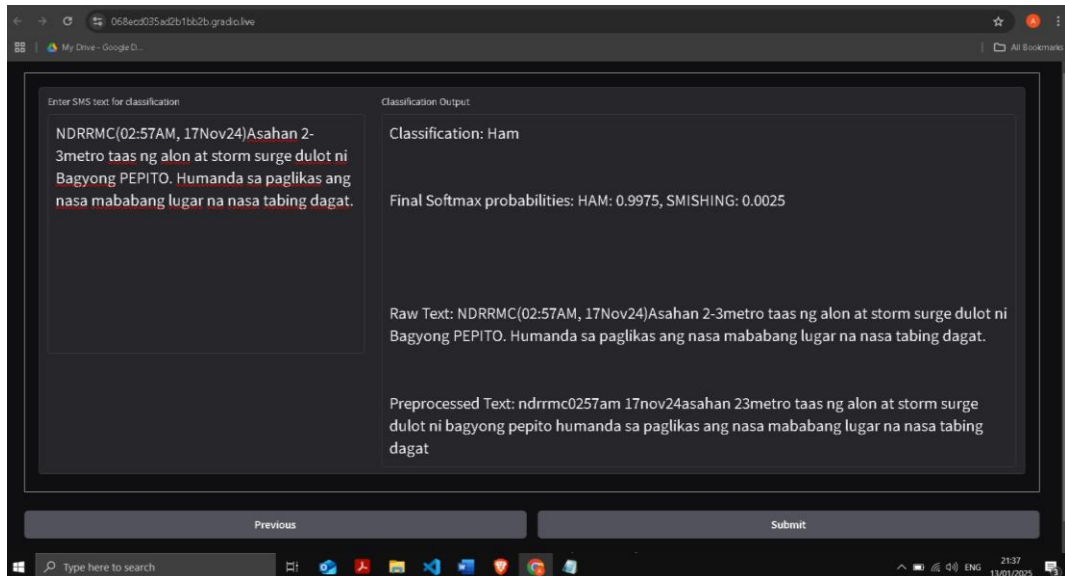 068ecd035ad2b1bb2b.gradio.live
My Drive - Google D...
All Bookmarks
Enter SMS text for classification
NDRRMC(02:57AM, 17Nov24)Asahan 2-
3metro taas ng alon at storm surge dulot ni
Bagyong PEPITO. Humanda sa paglikas ang
nasa mababang lugar na nasa tabing dagat.
Classification Output
Classification: Ham
Final Softmax probabilities: HAM: 0.9975, SMISHING: 0.0025
Raw Text: NDRRMC(02:57AM, 17Nov24)Asahan 2-3metro taas ng alon at storm surge dulot ni
Bagyong PEPITO. Humanda sa paglikas ang nasa mababang lugar na nasa tabing dagat.
Preprocessed Text: ndrrmc0257am 17nov24asahan 23metro taas ng alon at storm surge
dulot ni bagyong pepito humanda sa paglikas ang nasa mababang lugar na nasa tabing
dagat
Previous
Submit
Type here to search
ENG
21:37
13/01/2025